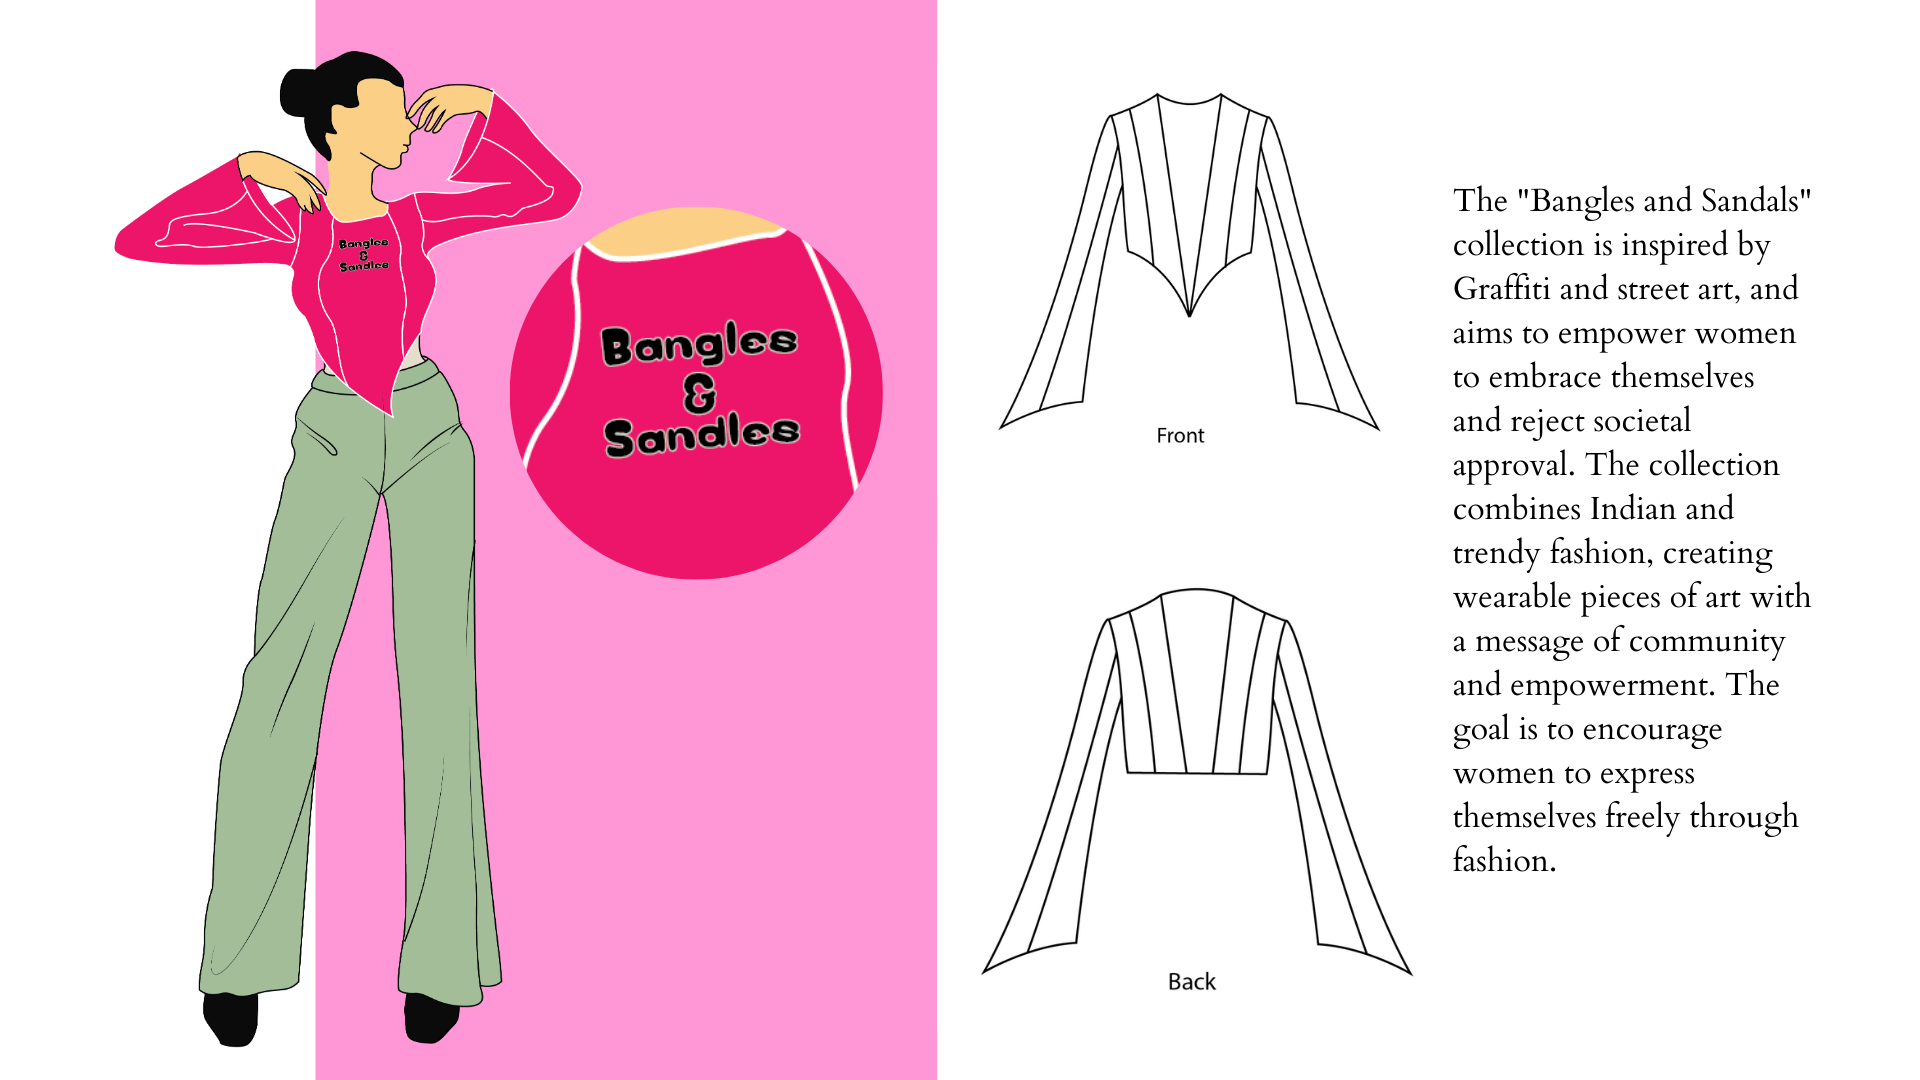 Bangles
&
Sandles
Bangles
&
Sandles
Front
Back
The "Bangles and Sandals"
collection is inspired by
Graffiti and street art, and
aims to empower women
to embrace themselves
and reject societal
approval. The collection
combines Indian and
trendy fashion, creating
wearable pieces of art with
a message of community
and empowerment. The
goal is to encourage
women to express
themselves freely through
fashion.